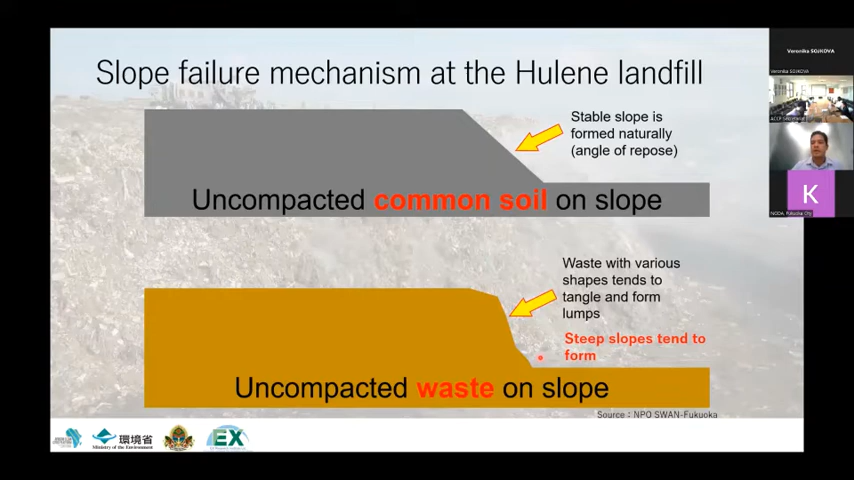 Slope failure mechanism at the Hulene landfill
Stable slope is
formed naturally
(angle of repose)
Uncompacted common soil on slope
Waste with various
shapes tends to
tangle and form
lumps
Steep slopes tend to
form
Uncompacted waste on slope
Source：NPO SWAN-Fukuoka
環境省
Ministry of the Environment
EX
Veronika SOJKOVA
Veronika SOJKOVA
K